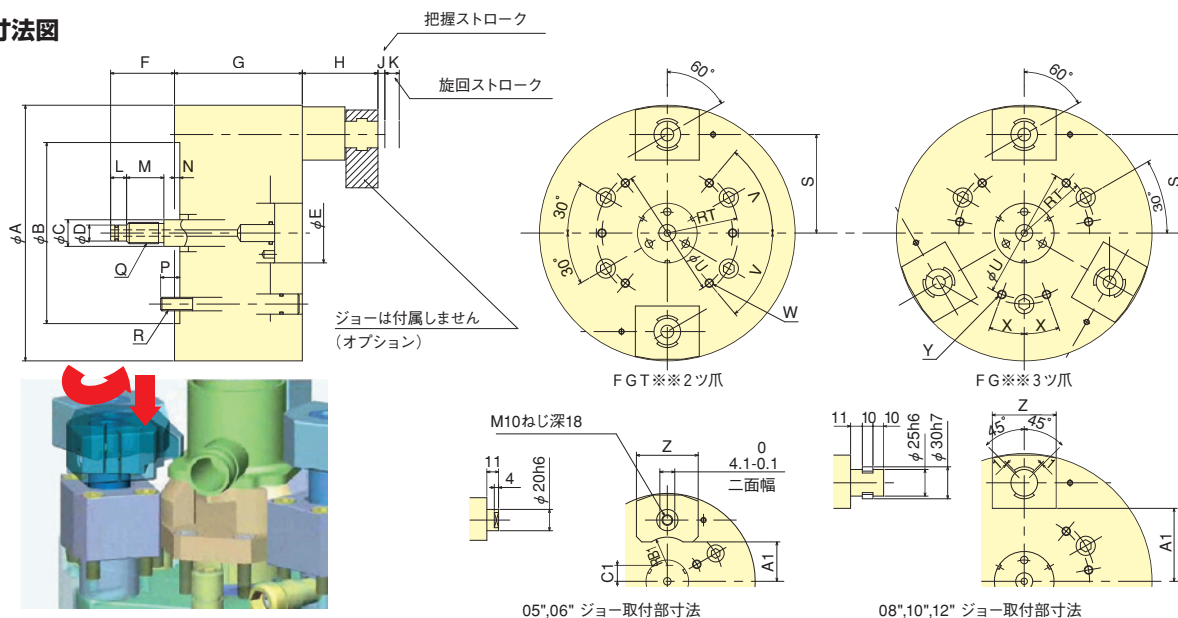 寸法図
把握ストローク
F G H J K
旋回ストローク
L M N
φA
φB
φC
φD
φE
Q
P
R
ジョーは付属しません
(オプション)
60°
S
30°
30°
V
V
RT
φU
W
FGT※※2ツ爪
60°
S
30°
RT
φU
X X
Y
FG※※3ツ爪
M10ねじ深18
Z
0
4.1-0.1
二面幅
11
4
φ20h6
RB1
C1
A1
05",06" ジョー取付部寸法
11 10 10
φ25h6
φ30h7
Z
45° 45°
A1
08",10",12" ジョー取付部寸法